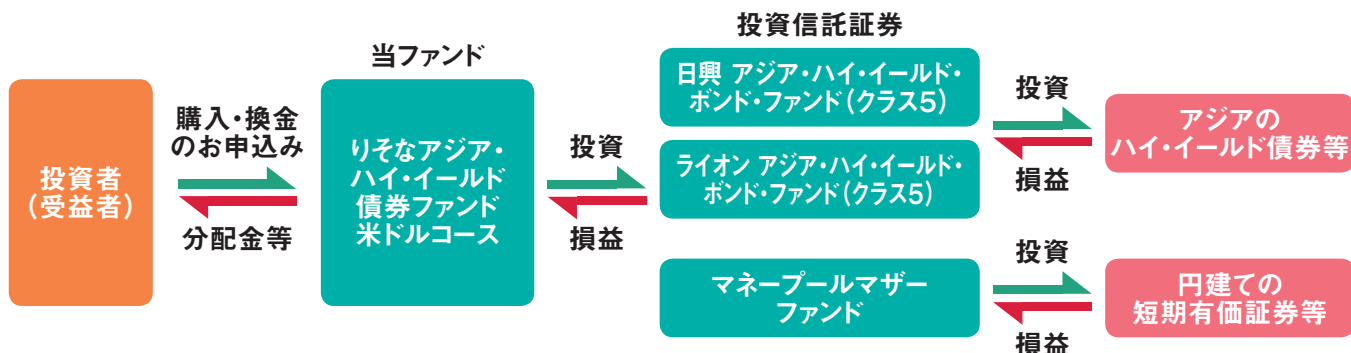 投資者
(受益者)
購入・換金
のお申込み
分配金等
当ファンド
りそなアジア・
ハイ・イールド
債券ファンド
米ドルコース
投資
損益
投資信託証券
日興 アジア・ハイ・イールド・
ボンド・ファンド(クラス5)
ライオン アジア・ハイ・イールド・
ボンド・ファンド(クラス5)
投資
損益
アジアの
ハイ・イールド債券等
マネープールマザー
ファンド
投資
損益
円建ての
短期有価証券等